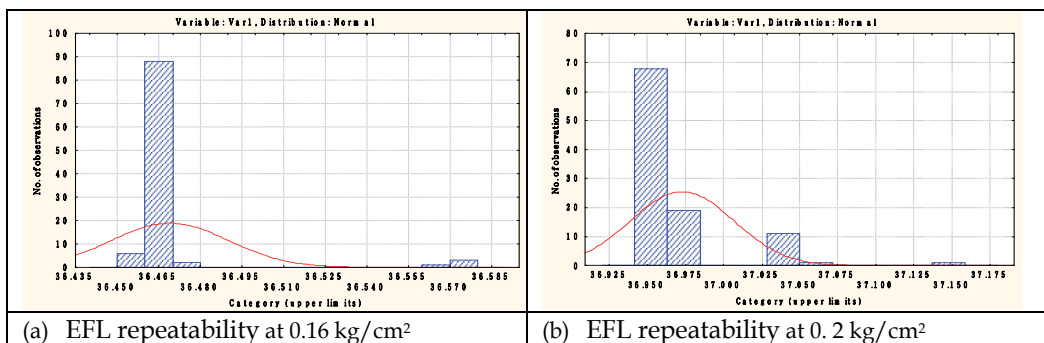 Variable: Var1, Distribution: Normal
No. of observations
100
90
80
70
60
50
40
30
20
10
0
36.435 36.465 36.495 36.525 36.555 36.585
36.450 36.480 36.510 36.540 36.570
Category (upper limits)
(a) EFL repeatability at 0.16 kg/cm²
Variable: Var1, Distribution: Normal
No. of observations
80
70
60
50
40
30
20
10
0
36.925 36.975 37.025 37.075 37.125 37.175
36.950 37.000 37.050 37.100 37.150
Category (upper limits)
(b) EFL repeatability at 0. 2 kg/cm²